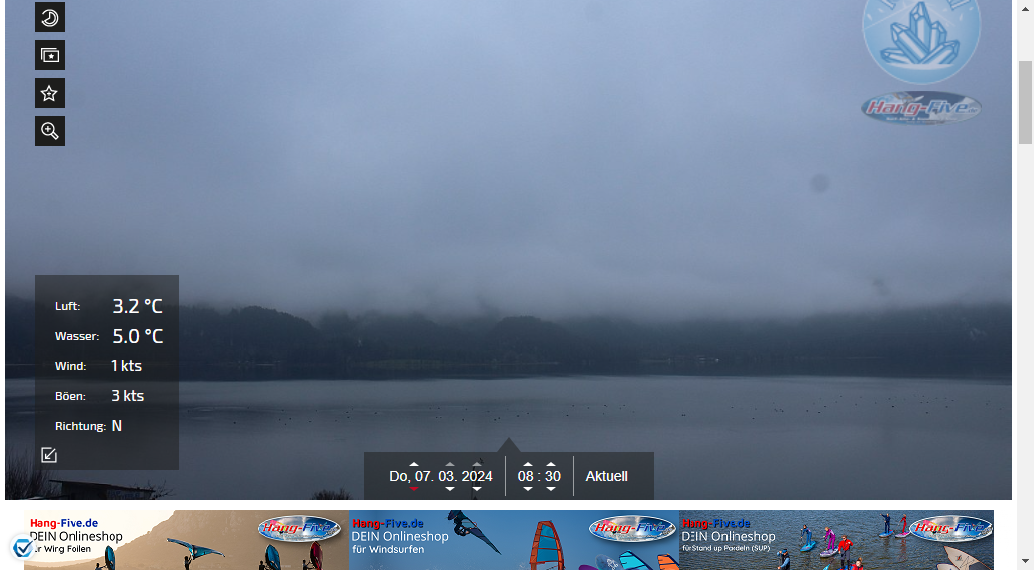 Hang-Five
Luft: 3.2 °C
Wasser: 5.0 °C
Wind: 1 kts
Böen: 3 kts
Richtung: N
Do, 07. 03. 2024 08 : 30 Aktuell
Hang-Five.de
DEIN Onlineshop
für Wing Foilen
Hang-Five
Hang-Five.de
DEIN Onlineshop
für Windsurfen
Hang-Five
Hang-Five.de
DEIN Onlineshop
für Stand up Paddeln (SUP)
Hang-Five